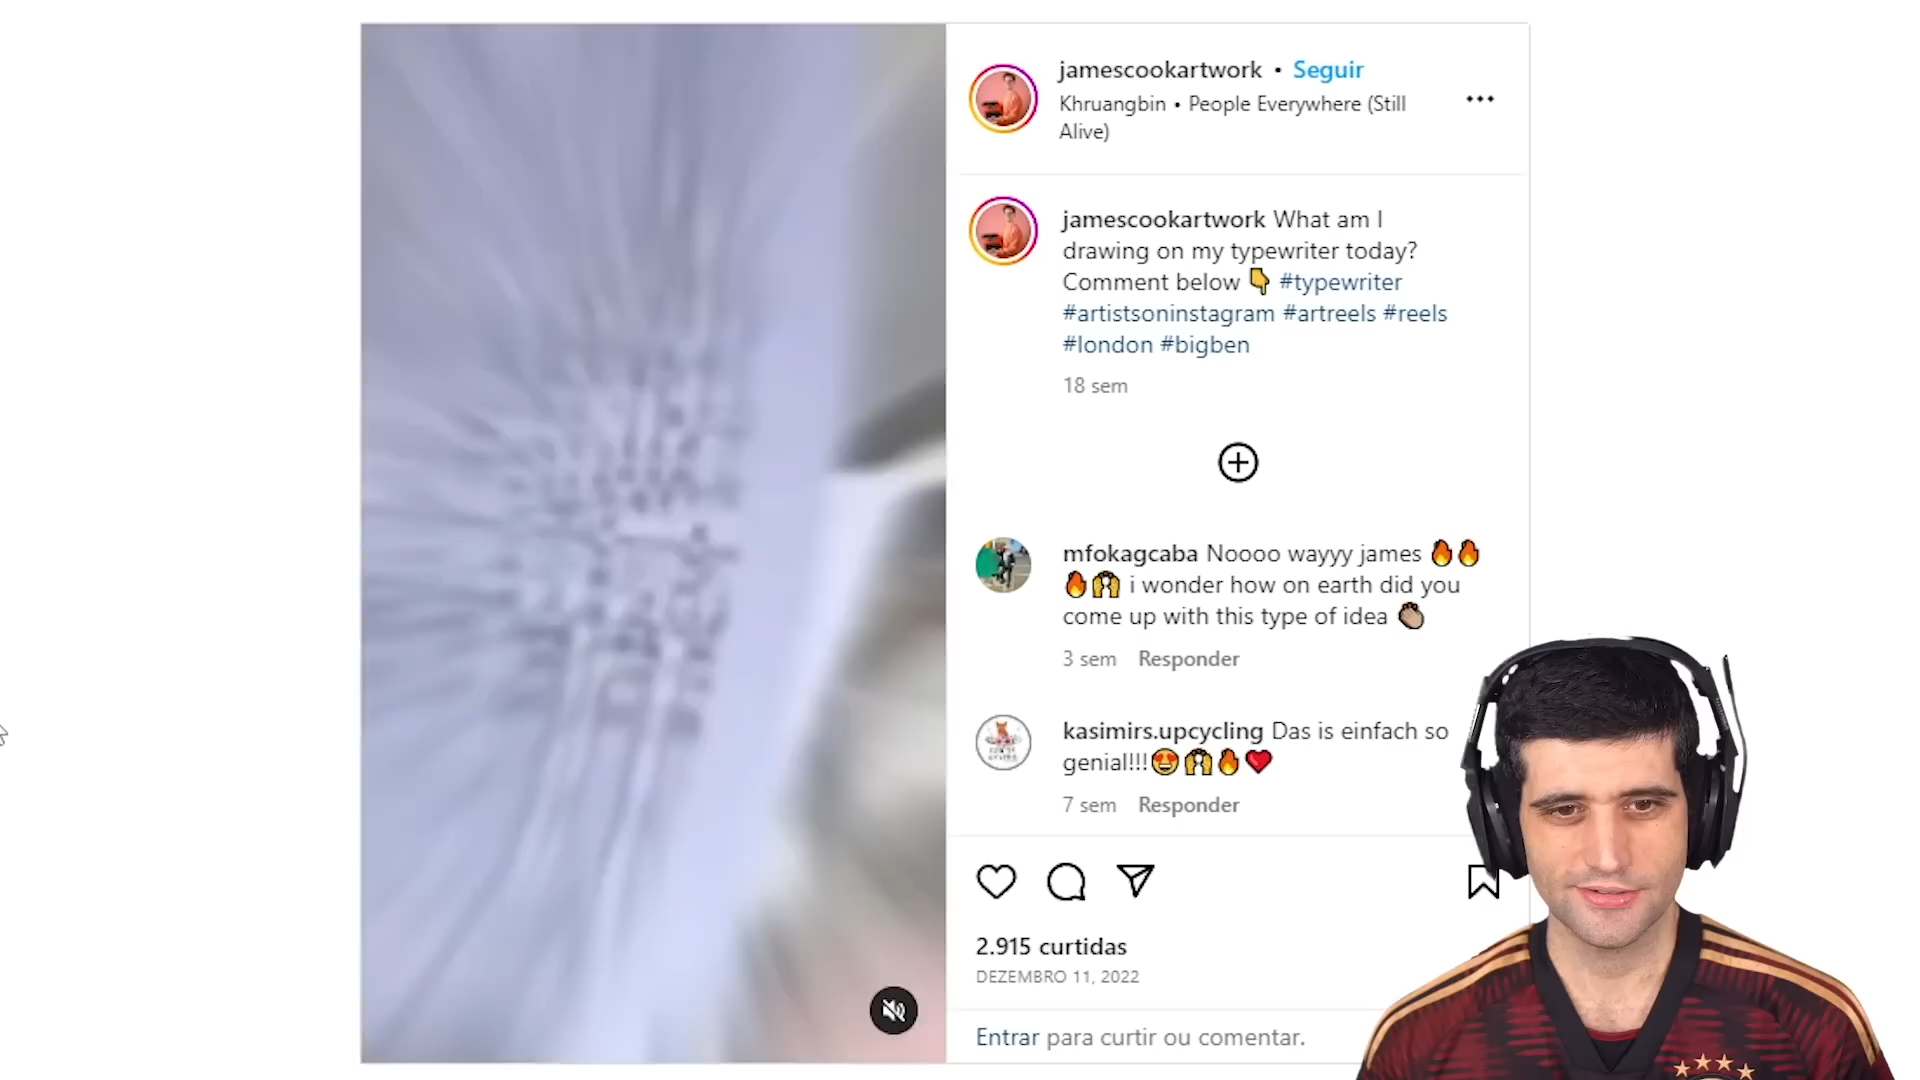 jamescookartwork • Seguir
Khruangbin • People Everywhere (Still
Alive)
jamescookartwork What am I
drawing on my typewriter today?
Comment below 👇 #typewriter
#artistsoninstagram #artreels #reels
#london #bigben
18 sem
mfokagcaba Noooo wayyy james 🔥🔥
🔥🙌 i wonder how on earth did you
come up with this type of idea 👏🏽
3 sem Responder
kasimirs.upcycling Das is einfach so
genial!!!😍🙌🔥❤️
7 sem Responder
2.915 curtidas
DEZEMBRO 11, 2022
Entrar para curtir ou comentar.